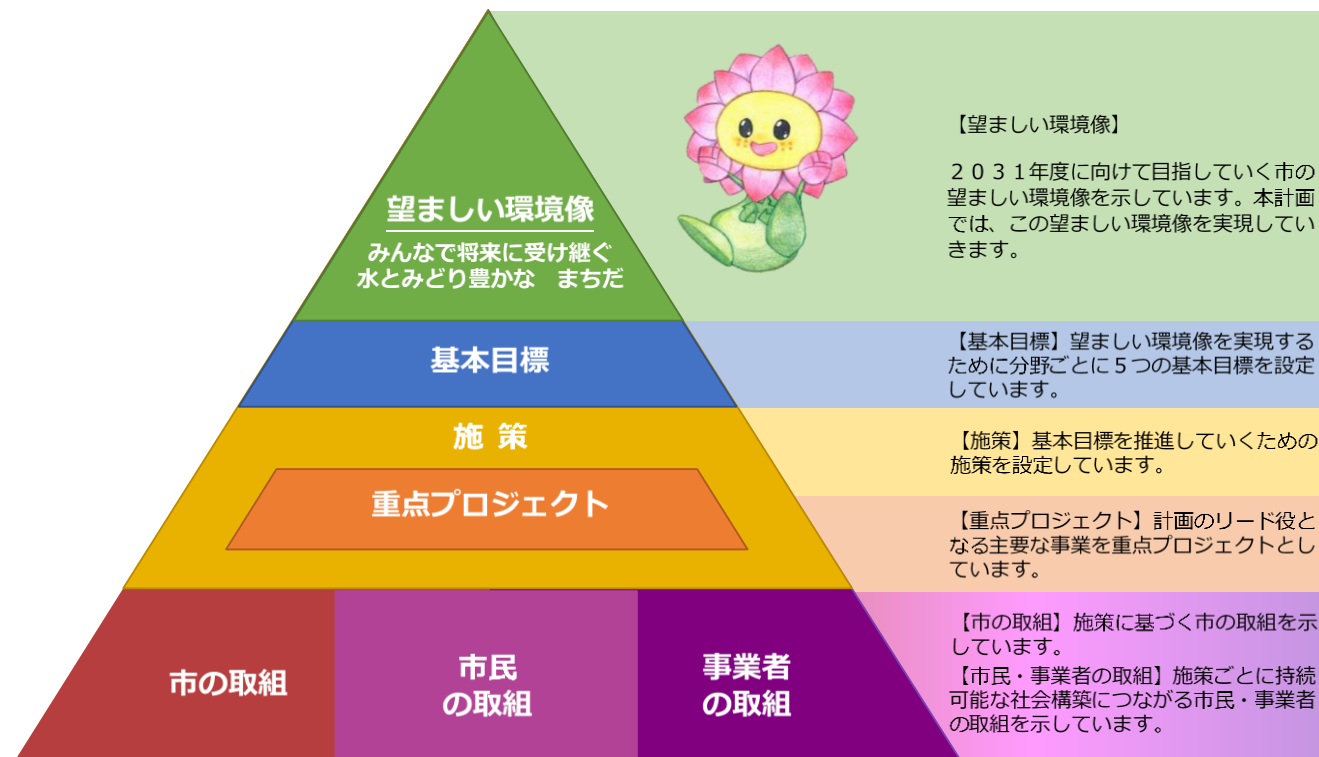 望ましい環境像
みんなで将来に受け継ぐ
水とみどり豊かな　まちだ
【望ましい環境像】
２０３１年度に向けて目指していく市の
望ましい環境像を示しています。本計画
では、この望ましい環境像を実現してい
きます。
基本目標
【基本目標】望ましい環境像を実現する
ために分野ごとに５つの基本目標を設定
しています。
施 策
【施策】基本目標を推進していくための
施策を設定しています。
重点プロジェクト
【重点プロジェクト】計画のリード役と
なる主要な事業を重点プロジェクトとし
ています。
市の取組
市民
の取組
事業者
の取組
【市の取組】施策に基づく市の取組を示
しています。
【市民・事業者の取組】施策ごとに持続
可能な社会構築につながる市民・事業者
の取組を示しています。